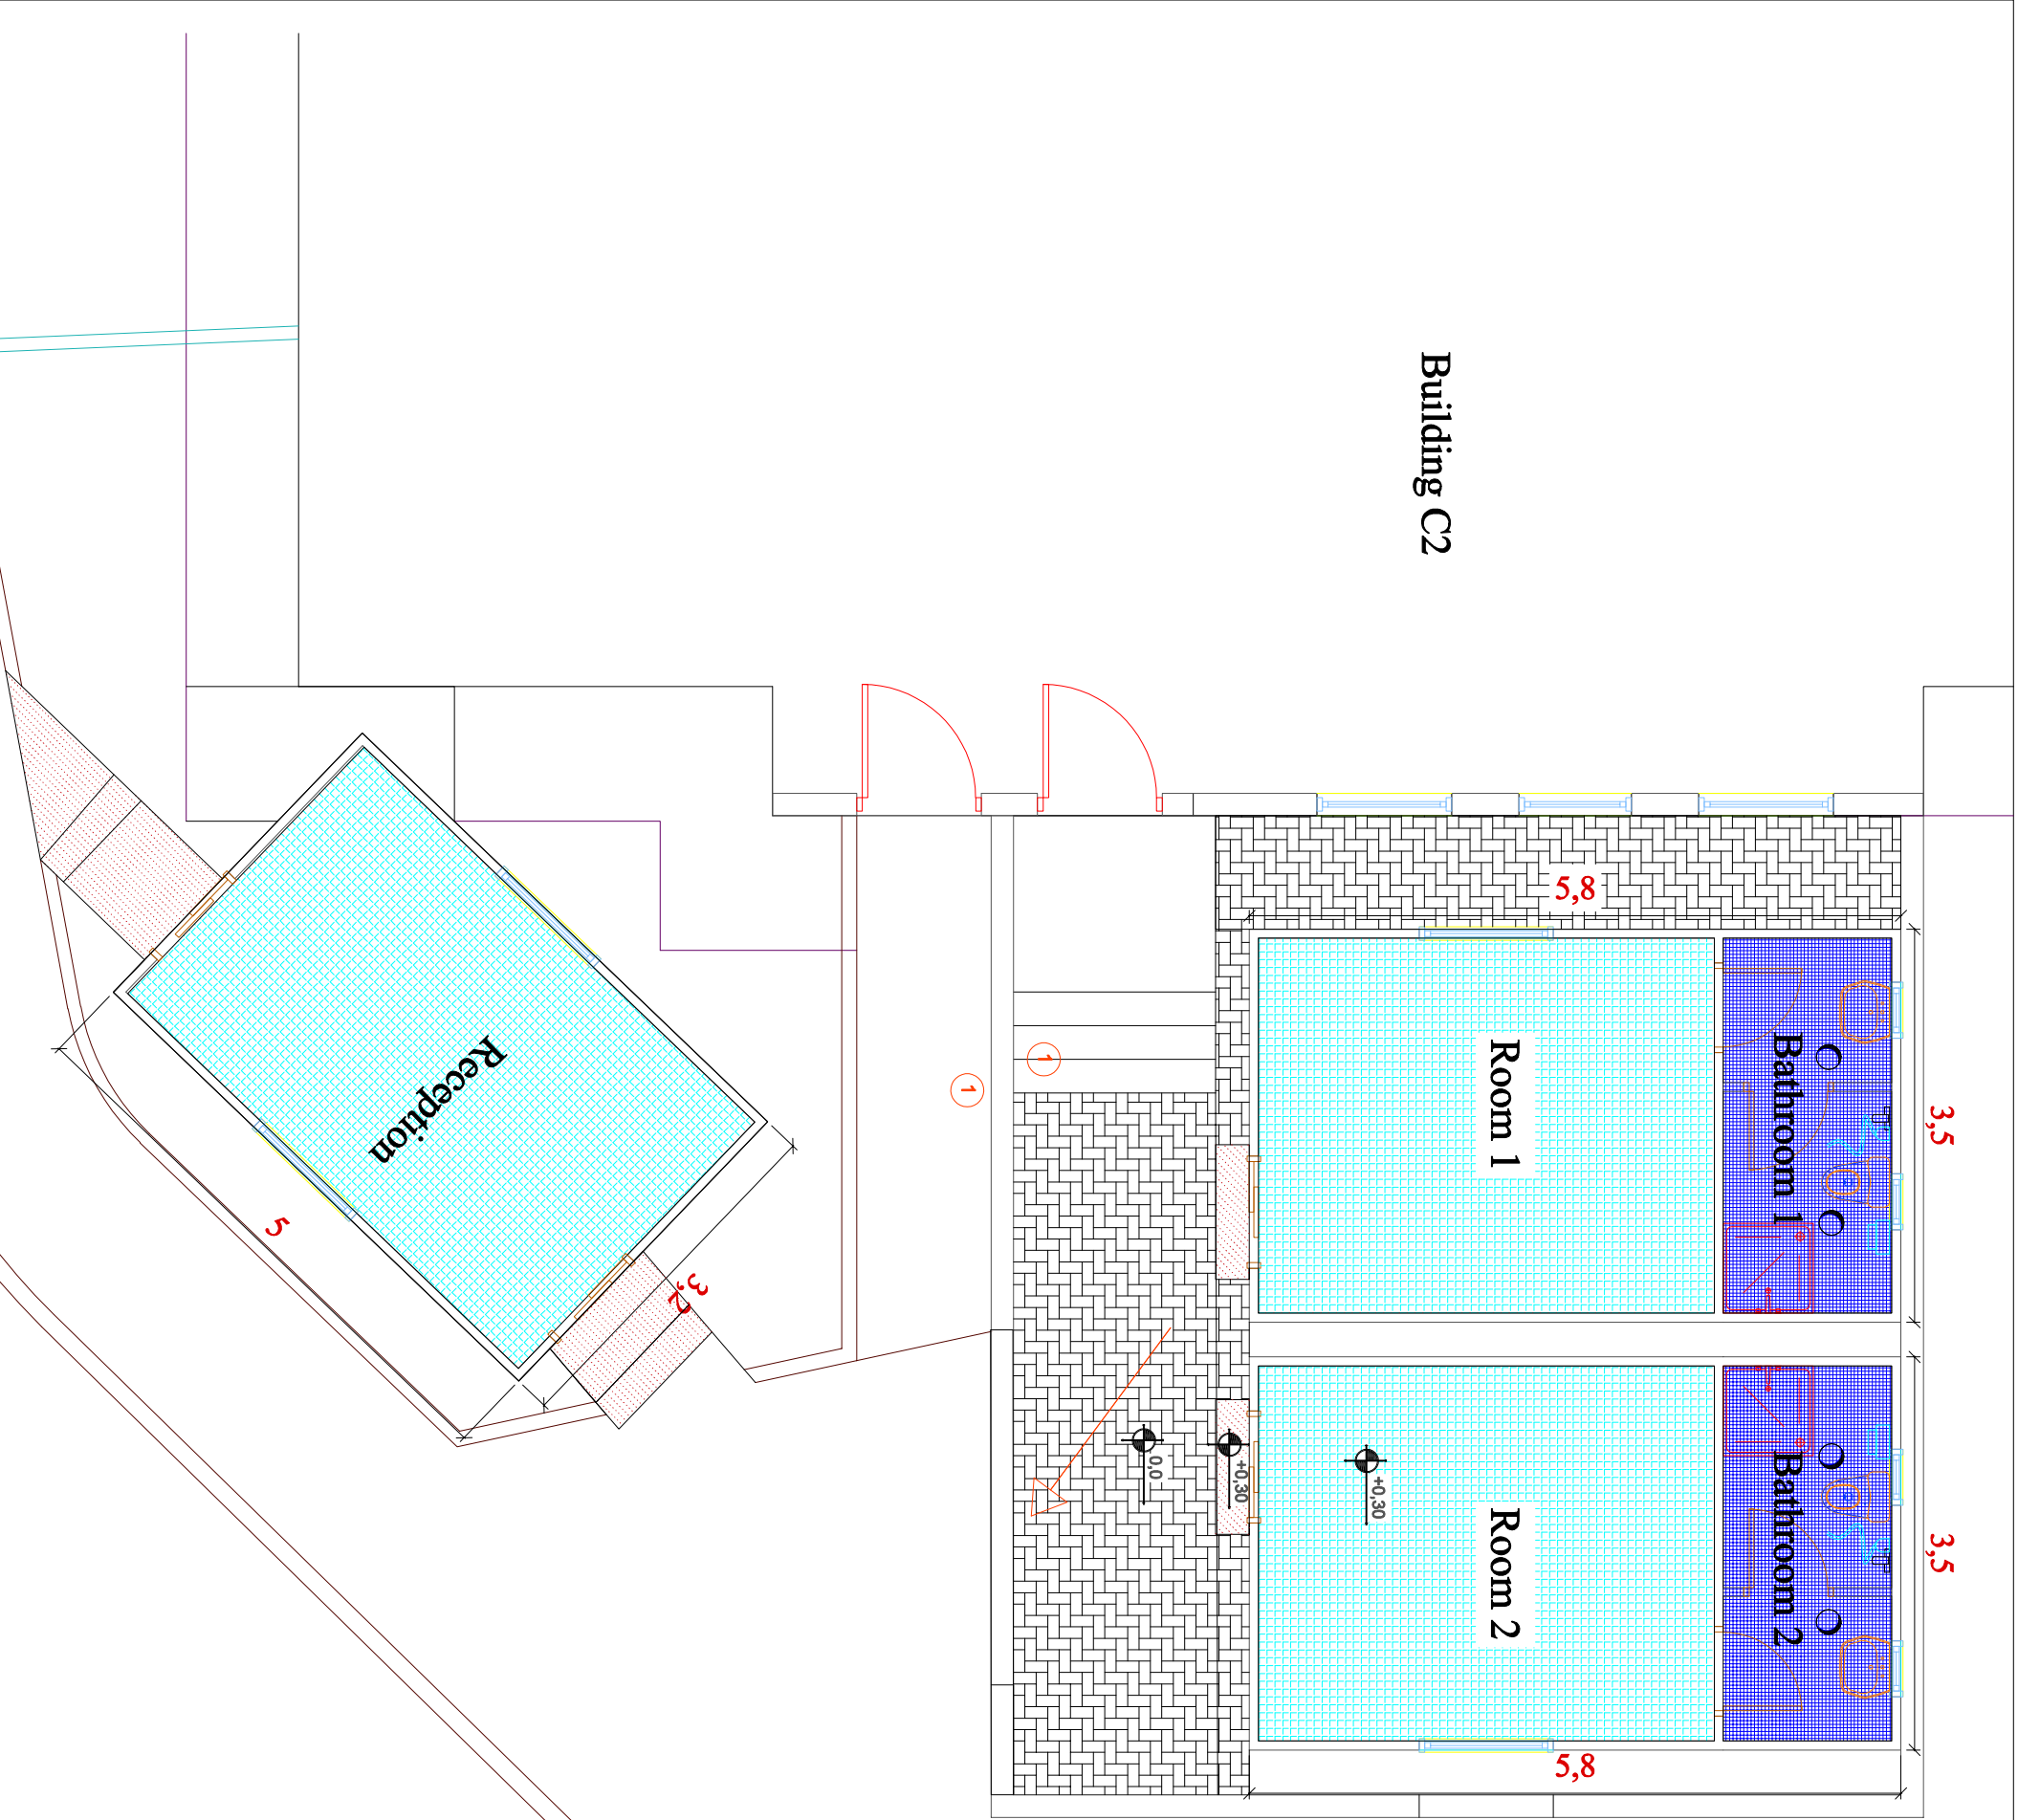 Building C2
5,8
3,5
Room 1
Bathroom 1
1
1
Reception
5
3,2
0,0
+0,30
+0,30
Room 2
Bathroom 2
3,5
5,8